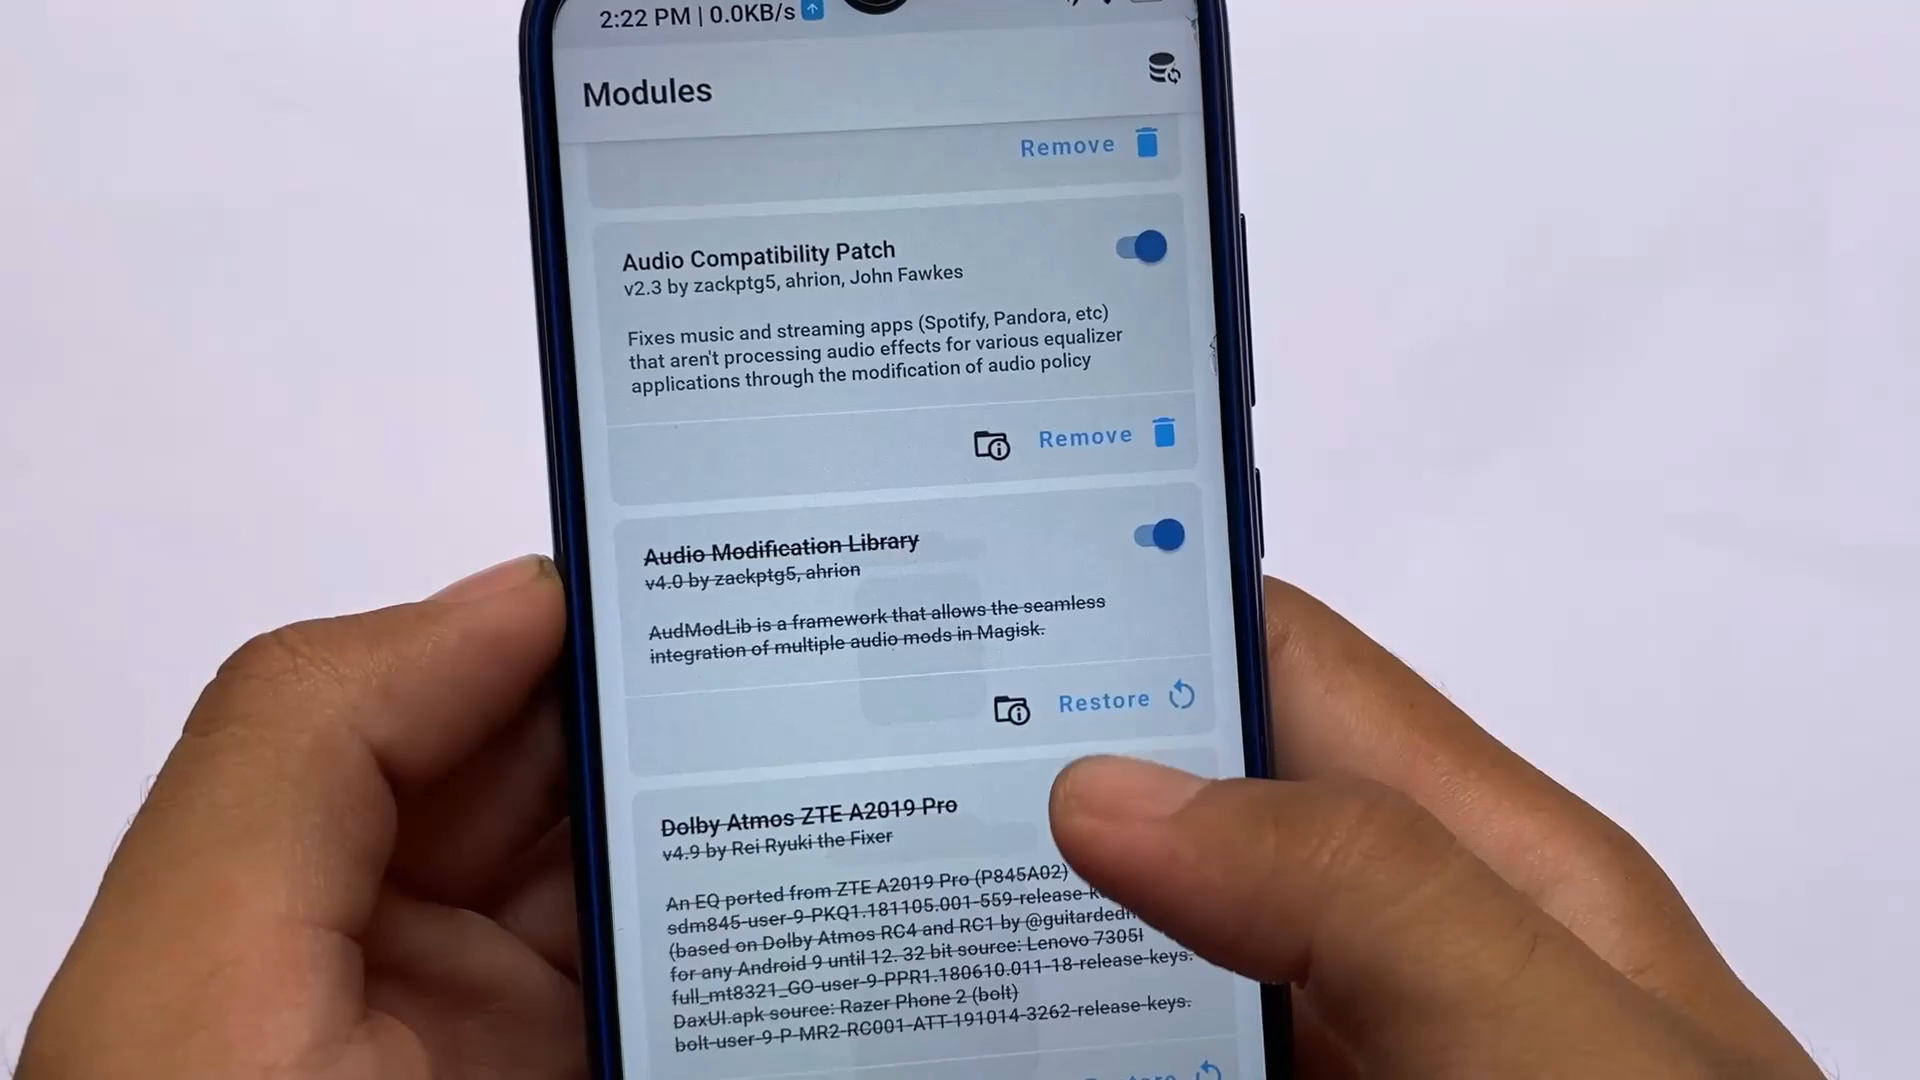 2:22 PM | 0.0KB/s
Modules
Remove
Audio Compatibility Patch
v2.3 by zackptg5, ahrion, John Fawkes
Fixes music and streaming apps (Spotify, Pandora, etc)
that aren't processing audio effects for various equalizer
applications through the modification of audio policy
Remove
Audio Modification Library
v4.0 by zackptg5, ahrion
AudModLib is a framework that allows the seamless
integration of multiple audio mods in Magisk.
Restore
Dolby Atmos ZTE A2019 Pro
v4.9 by Rei Ryuki the Fixer
An EQ ported from ZTE A2019 Pro (P845A02)
sdm845-user-9-PKQ1.181105.001-559-release-k
(based on Dolby Atmos RC4 and RC1 by
for any Android 9 until 12. 32 bit source: Lenovo
full_mt8321_GO-user-9-PPR1.180610.011-18-release-keys.
DaxUI.apk source: Razer Phone 2 (bolt)
bolt-user-9-P-MR2-RC001-ATT-191014-3262-release-keys.